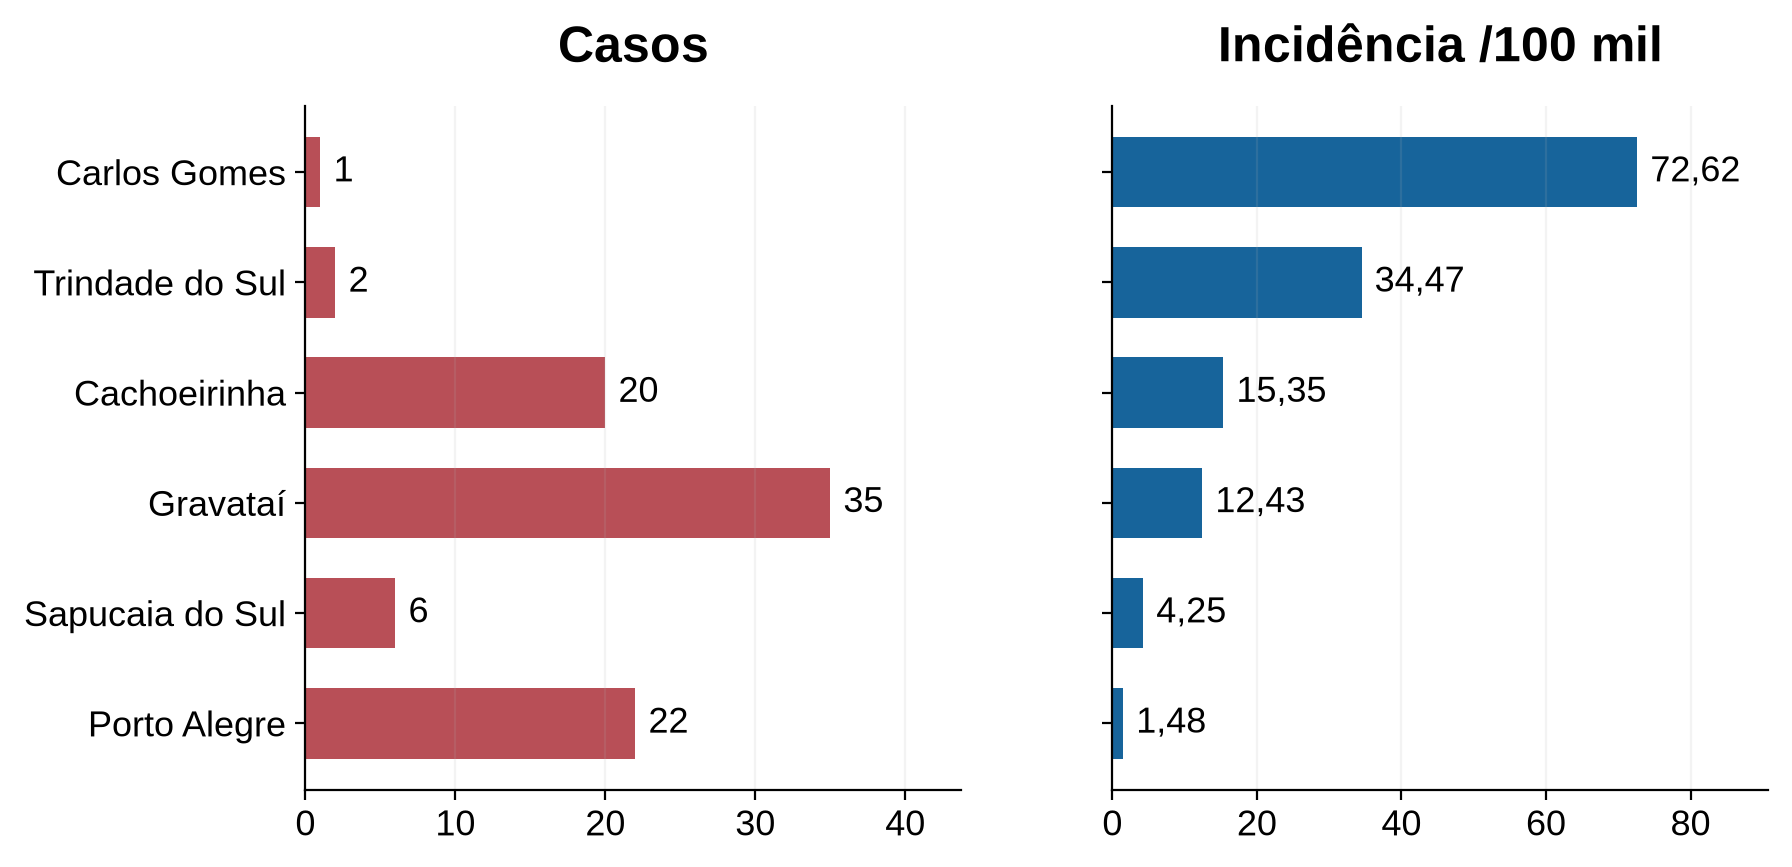 Casos
Carlos Gomes 1
Trindade do Sul 2
Cachoeirinha 20
Gravataí 35
Sapucaia do Sul 6
Porto Alegre 22
0 10 20 30 40
Incidência /100 mil
72,62
34,47
15,35
12,43
4,25
1,48
0 20 40 60 80